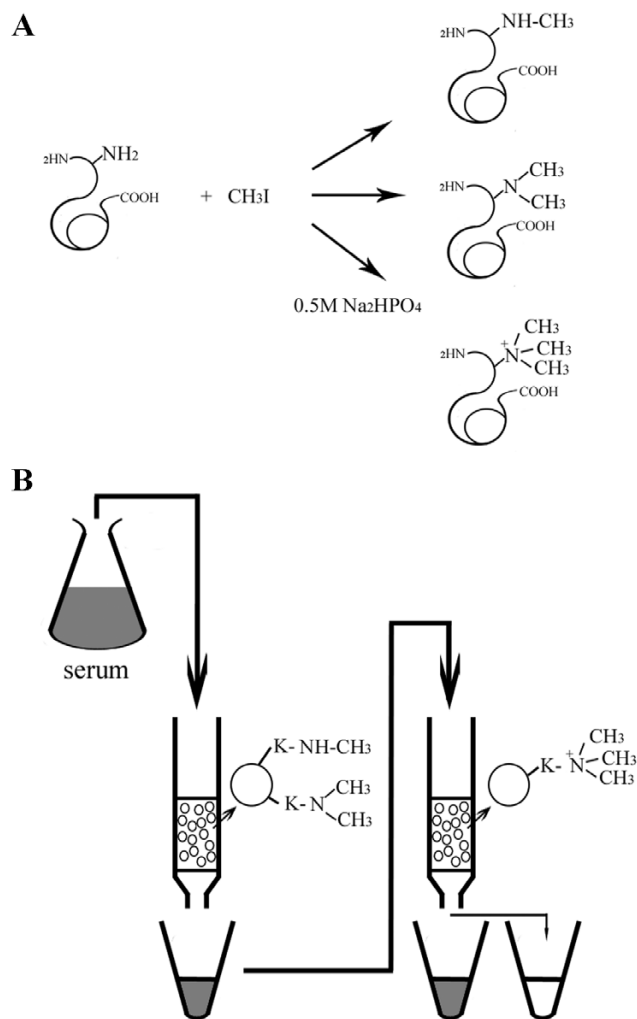 A
2HN
NH-CH3
COOH
2HN
NH2
COOH
+ CH3I
2HN
N
CH3
CH3
COOH
0.5M Na2HPO4
2HN
+
N
CH3
CH3
CH3
COOH
B
serum
K- NH-CH3
K- N
CH3
CH3
K- N
+
CH3
CH3
CH3